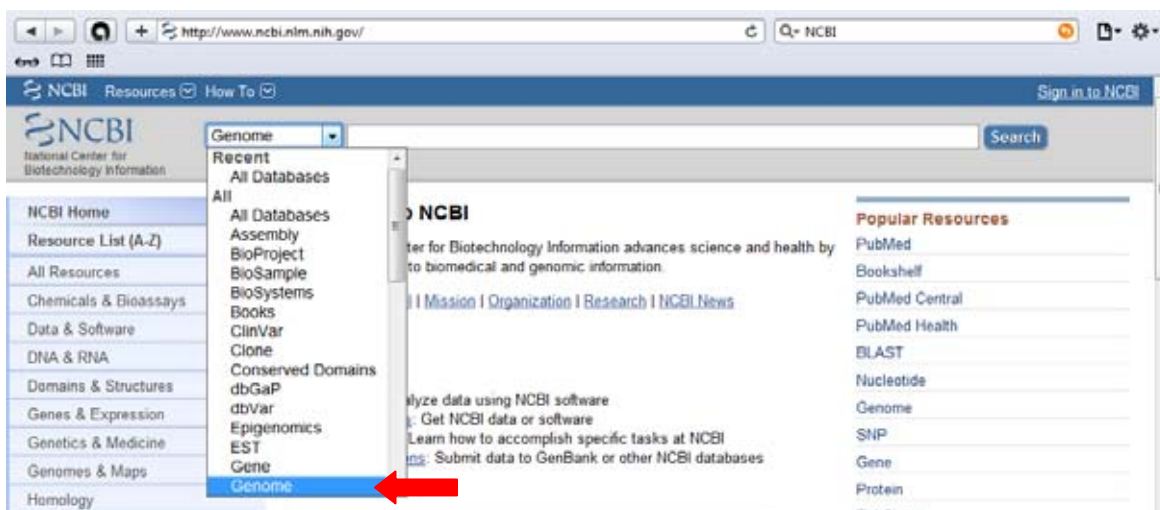 http://www.ncbi.nlm.nih.gov/
NCBI
NCBI Resources How To
Sign in to NCBI
NCBI
National Center for
Biotechnology Information
Genome
Search
Recent
All Databases
All
All Databases
Assembly
BioProject
BioSample
BioSystems
Books
ClinVar
Clone
Conserved Domains
dbGaP
dbVar
Epigenomics
EST
Gene
Genome
NCBI Home
Resource List (A-Z)
All Resources
Chemicals & Bioassays
Data & Software
DNA & RNA
Domains & Structures
Genes & Expression
Genetics & Medicine
Genomes & Maps
Homology
NCBI
for Biotechnology Information advances science and health by
to biomedical and genomic information.
| Mission | Organization | Research | NCBI News
data using NCBI software
: Get NCBI data or software
Learn how to accomplish specific tasks at NCBI
: Submit data to GenBank or other NCBI databases
Popular Resources
PubMed
Bookshelf
PubMed Central
PubMed Health
BLAST
Nucleotide
Genome
SNP
Gene
Protein